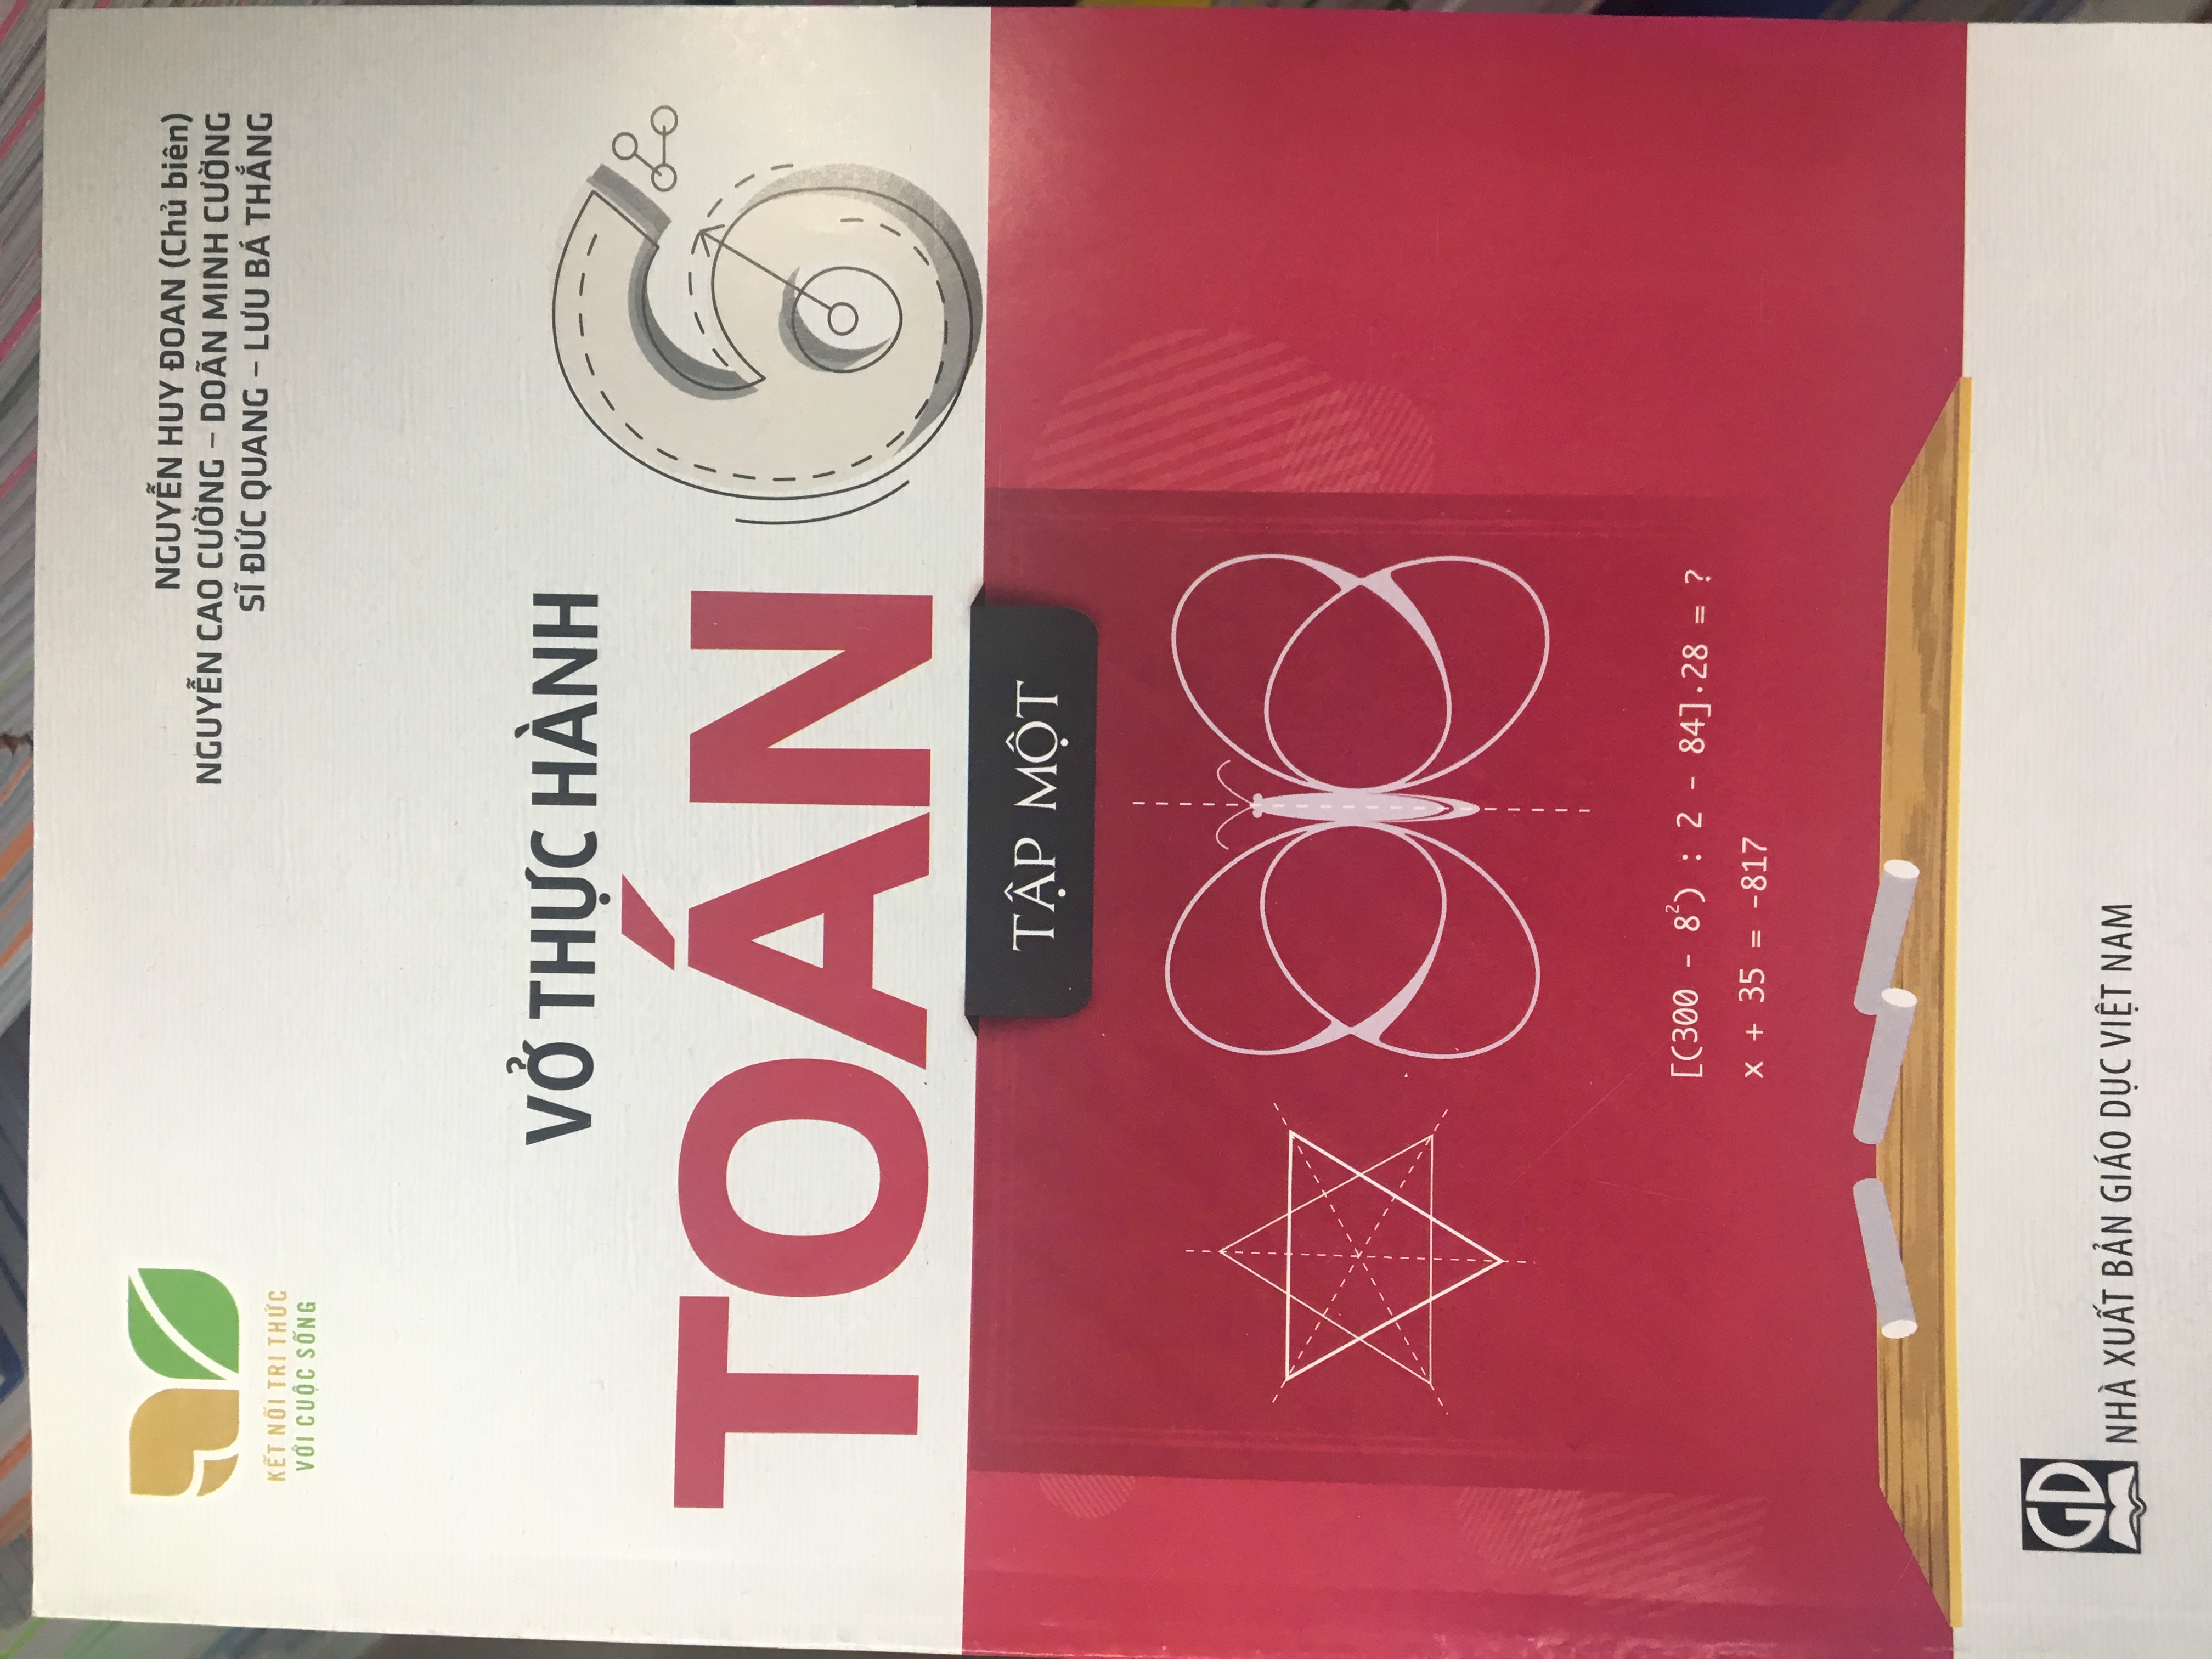 KẾT NỐI TRI THỨC
VỚI CUỘC SỐNG
NGUYỄN HUY ĐOAN (Chủ biên)
NGUYỄN CAO CƯỜNG – DOÃN MINH CƯỜNG
SĨ ĐỨC QUANG – LƯU BÁ THẮNG
VỞ THỰC HÀNH
TOÁN 6
TẬP MỘT
[(300 - 8²) : 2 - 84].28 = ?
x + 35 = -817
GD
NHÀ XUẤT BẢN GIÁO DỤC VIỆT NAM